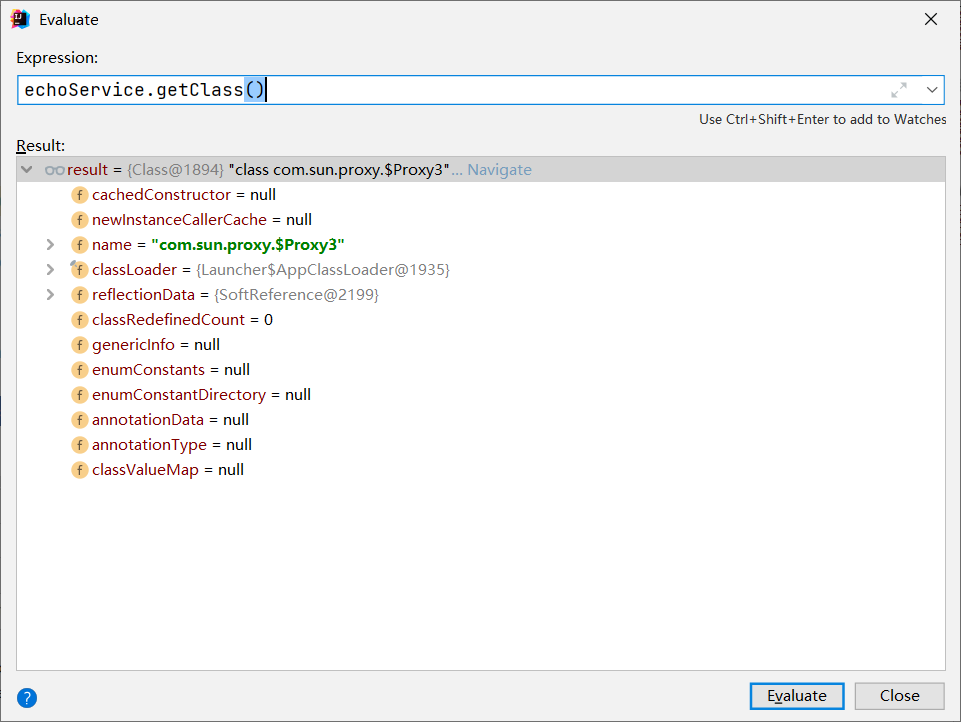 Evaluate
Expression:
echoService.getClass()
Use Ctrl+Shift+Enter to add to Watches
Result:
result = {Class@1894} "class com.sun.proxy.$Proxy3"... Navigate
f cachedConstructor = null
f newInstanceCallerCache = null
f name = "com.sun.proxy.$Proxy3"
f classLoader = {Launcher$AppClassLoader@1935}
f reflectionData = {SoftReference@2199}
f classRedefinedCount = 0
f genericInfo = null
f enumConstants = null
f enumConstantDirectory = null
f annotationData = null
f annotationType = null
f classValueMap = null
? Evaluate Close